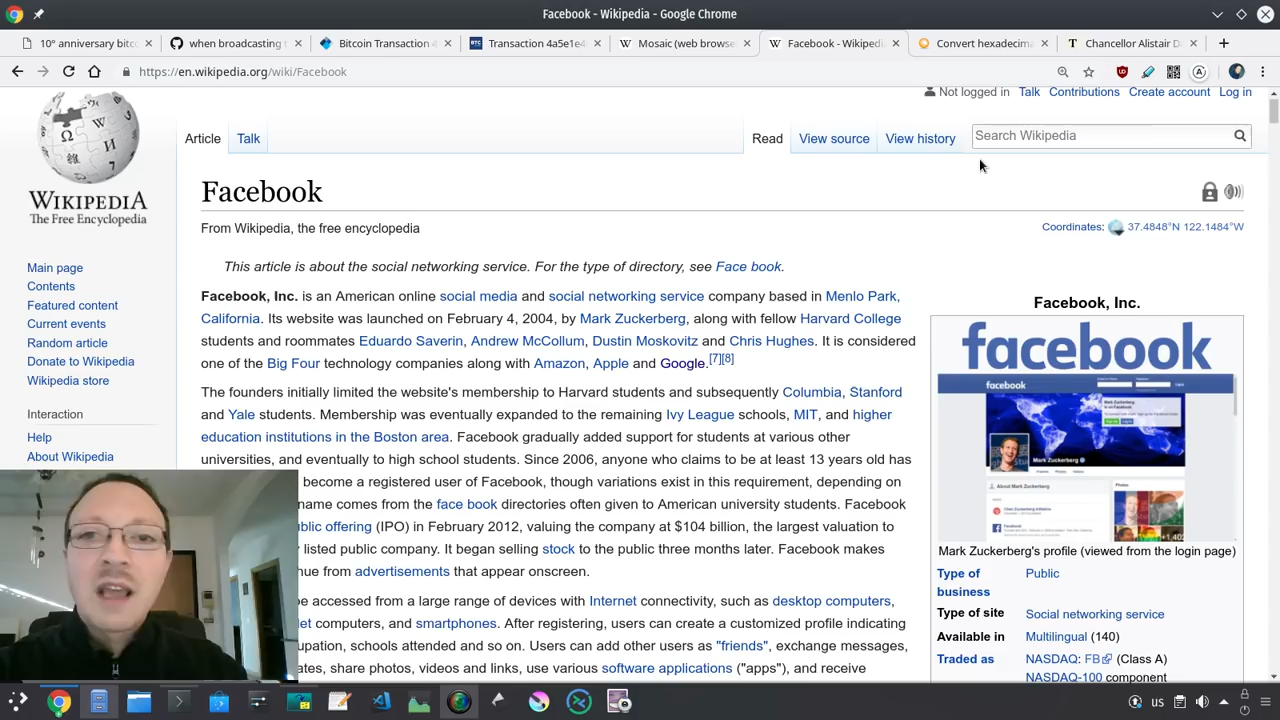 Facebook - Wikipedia - Google Chrome
10° anniversary bitc
when broadcasting t
Bitcoin Transaction 4
BTC
Transaction 4a5e1e4
Mosaic (web browse
Facebook - Wikipedi
Convert hexadecima
Chancellor Alistair D
https://en.wikipedia.org/wiki/Facebook
Not logged in Talk Contributions Create account Log in
Article Talk Read View source View history Search Wikipedia
WIKIPEDIA
The Free Encyclopedia
Main page
Contents
Featured content
Current events
Random article
Donate to Wikipedia
Wikipedia store
Interaction
Help
About Wikipedia
Facebook
From Wikipedia, the free encyclopedia
Coordinates: 37.4848°N 122.1484°W
This article is about the social networking service. For the type of directory, see Face book.
Facebook, Inc. is an American online social media and social networking service company based in Menlo Park,
California. Its website was launched on February 4, 2004, by Mark Zuckerberg, along with fellow Harvard College
students and roommates Eduardo Saverin, Andrew McCollum, Dustin Moskovitz and Chris Hughes. It is considered
one of the Big Four technology companies along with Amazon, Apple and Google.[7][8]
The founders initially limited the website's membership to Harvard students and subsequently Columbia, Stanford
and Yale students. Membership was eventually expanded to the remaining Ivy League schools, MIT, and higher
education institutions in the Boston area. Facebook gradually added support for students at various other
universities, and eventually to high school students. Since 2006, anyone who claims to be at least 13 years old has
become a registered user of Facebook, though variations exist in this requirement, depending on
ame comes from the face book directories often given to American university students. Facebook
blic offering (IPO) in February 2012, valuing the company at $104 billion, the largest valuation to
listed public company. It began selling stock to the public three months later. Facebook makes
nue from advertisements that appear onscreen.
be accessed from a large range of devices with Internet connectivity, such as desktop computers,
let computers, and smartphones. After registering, users can create a customized profile indicating
upation, schools attended and so on. Users can add other users as "friends", exchange messages,
ates, share photos, videos and links, use various software applications ("apps"), and receive
Facebook, Inc.
facebook
facebook
Mark Zuckerberg
About Mark Zuckerberg
Photos
Mark Zuckerberg's profile (viewed from the login page)
Type of business Public
Type of site Social networking service
Available in Multilingual (140)
Traded as NASDAQ: FB (Class A)
NASDAQ-100 component
us